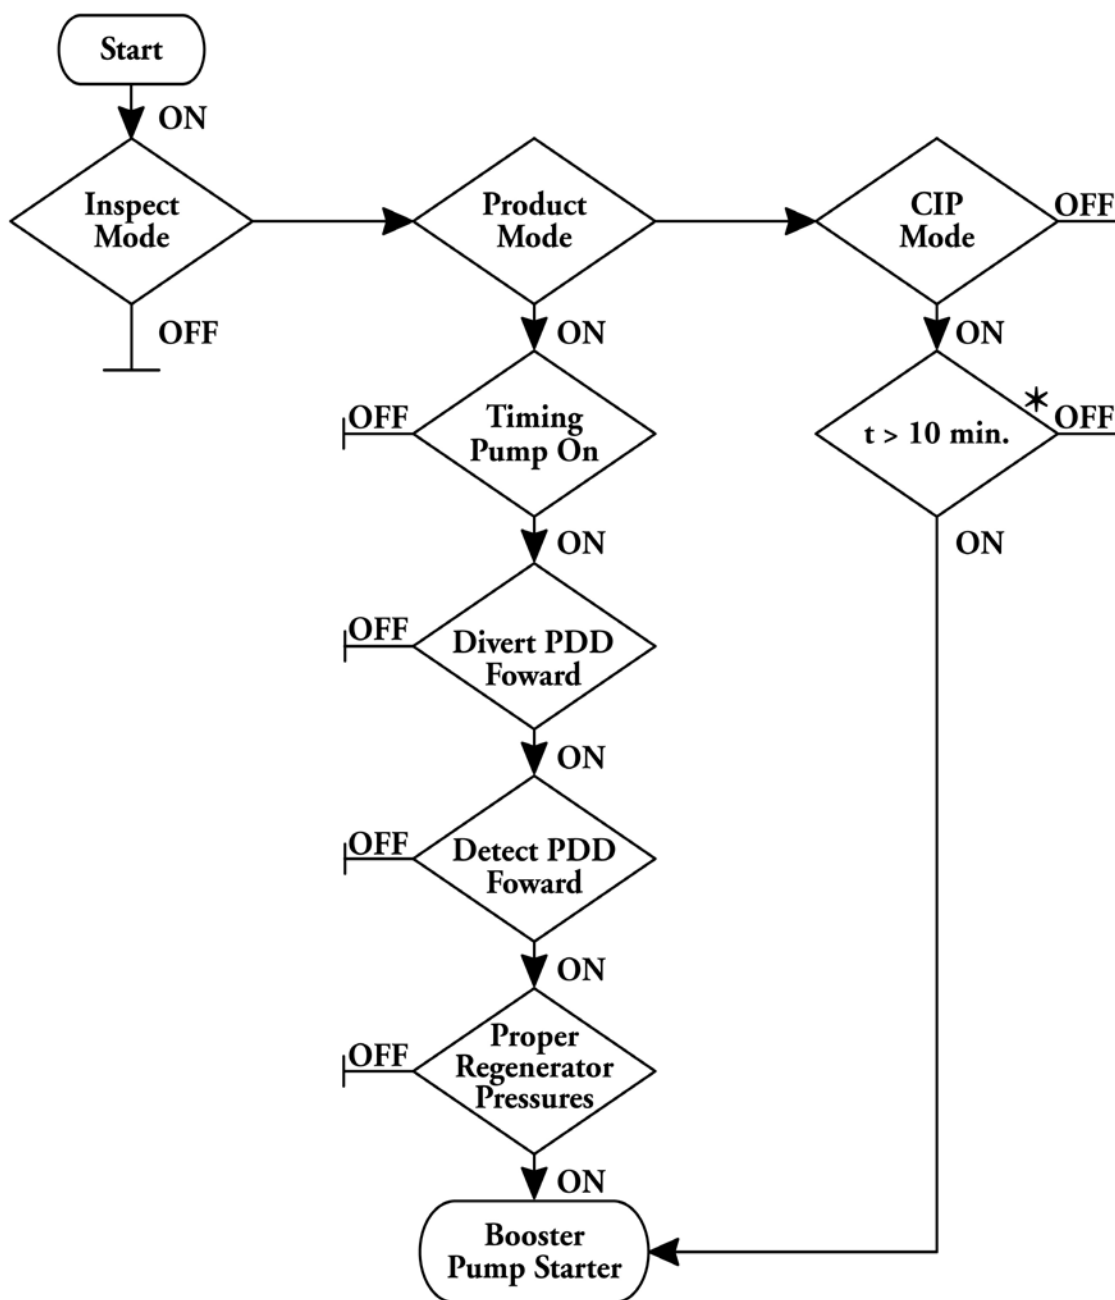 Start
ON
Inspect
Mode
OFF
Product
Mode
ON
CIP
Mode
OFF
ON
OFF
Timing
Pump On
ON
t > 10 min.
*
OFF
ON
OFF
Divert PDD
Foward
ON
OFF
Detect PDD
Foward
ON
OFF
Proper
Regenerator
Pressures
ON
Booster
Pump Starter